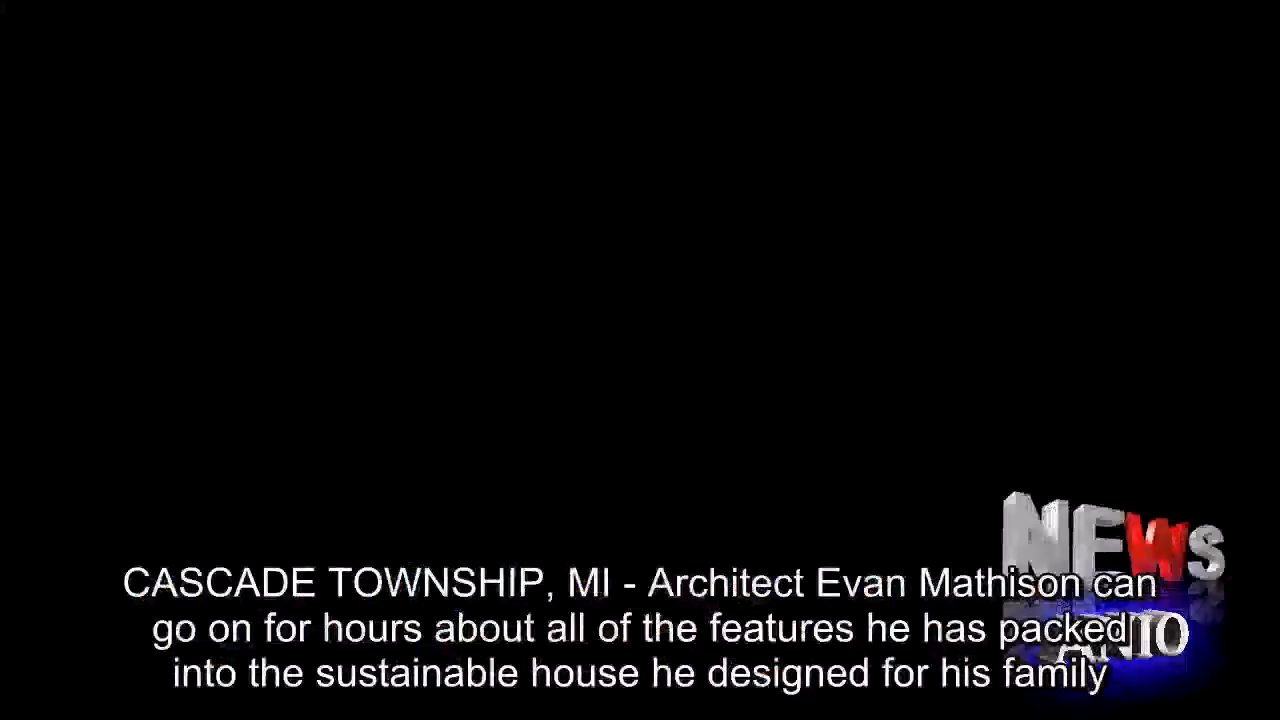 NEWS
CASCADE TOWNSHIP, MI - Architect Evan Mathison can
go on for hours about all of the features he has packed
into the sustainable house he designed for his family